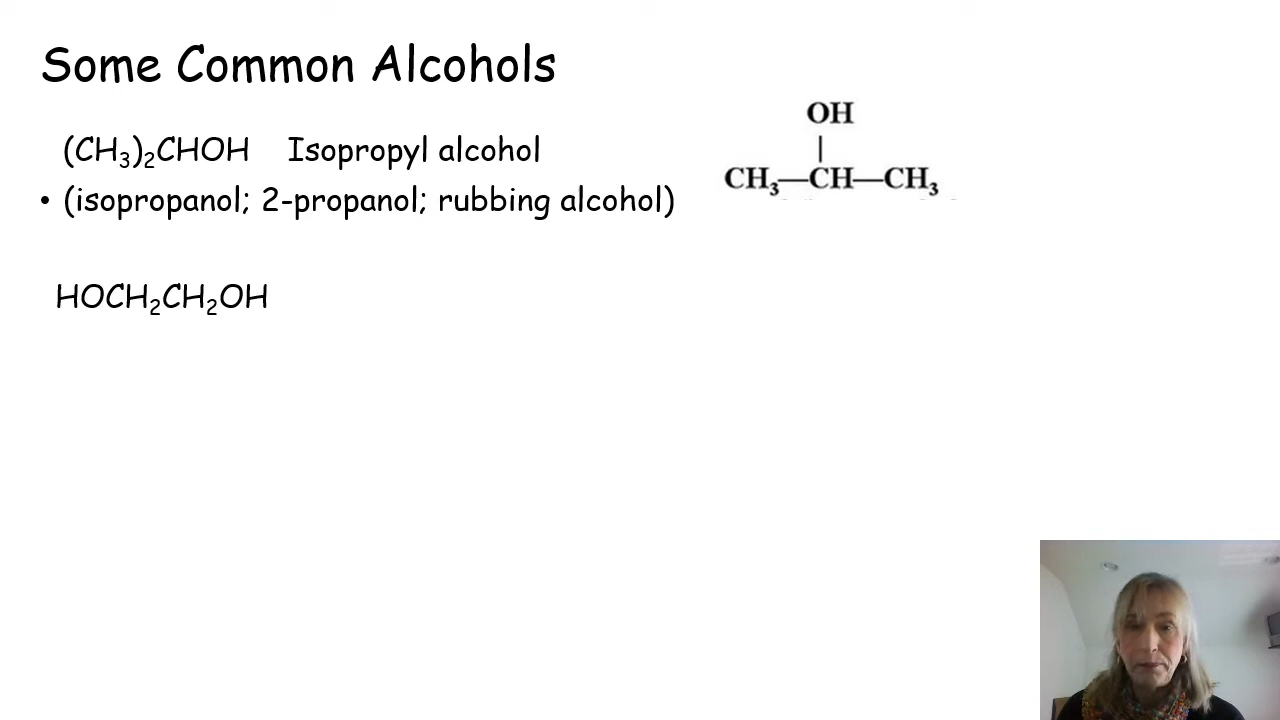 Some Common Alcohols
(CH₃)₂CHOH Isopropyl alcohol
• (isopropanol; 2-propanol; rubbing alcohol)
OH
|
CH₃—CH—CH₃
HOCH₂CH₂OH